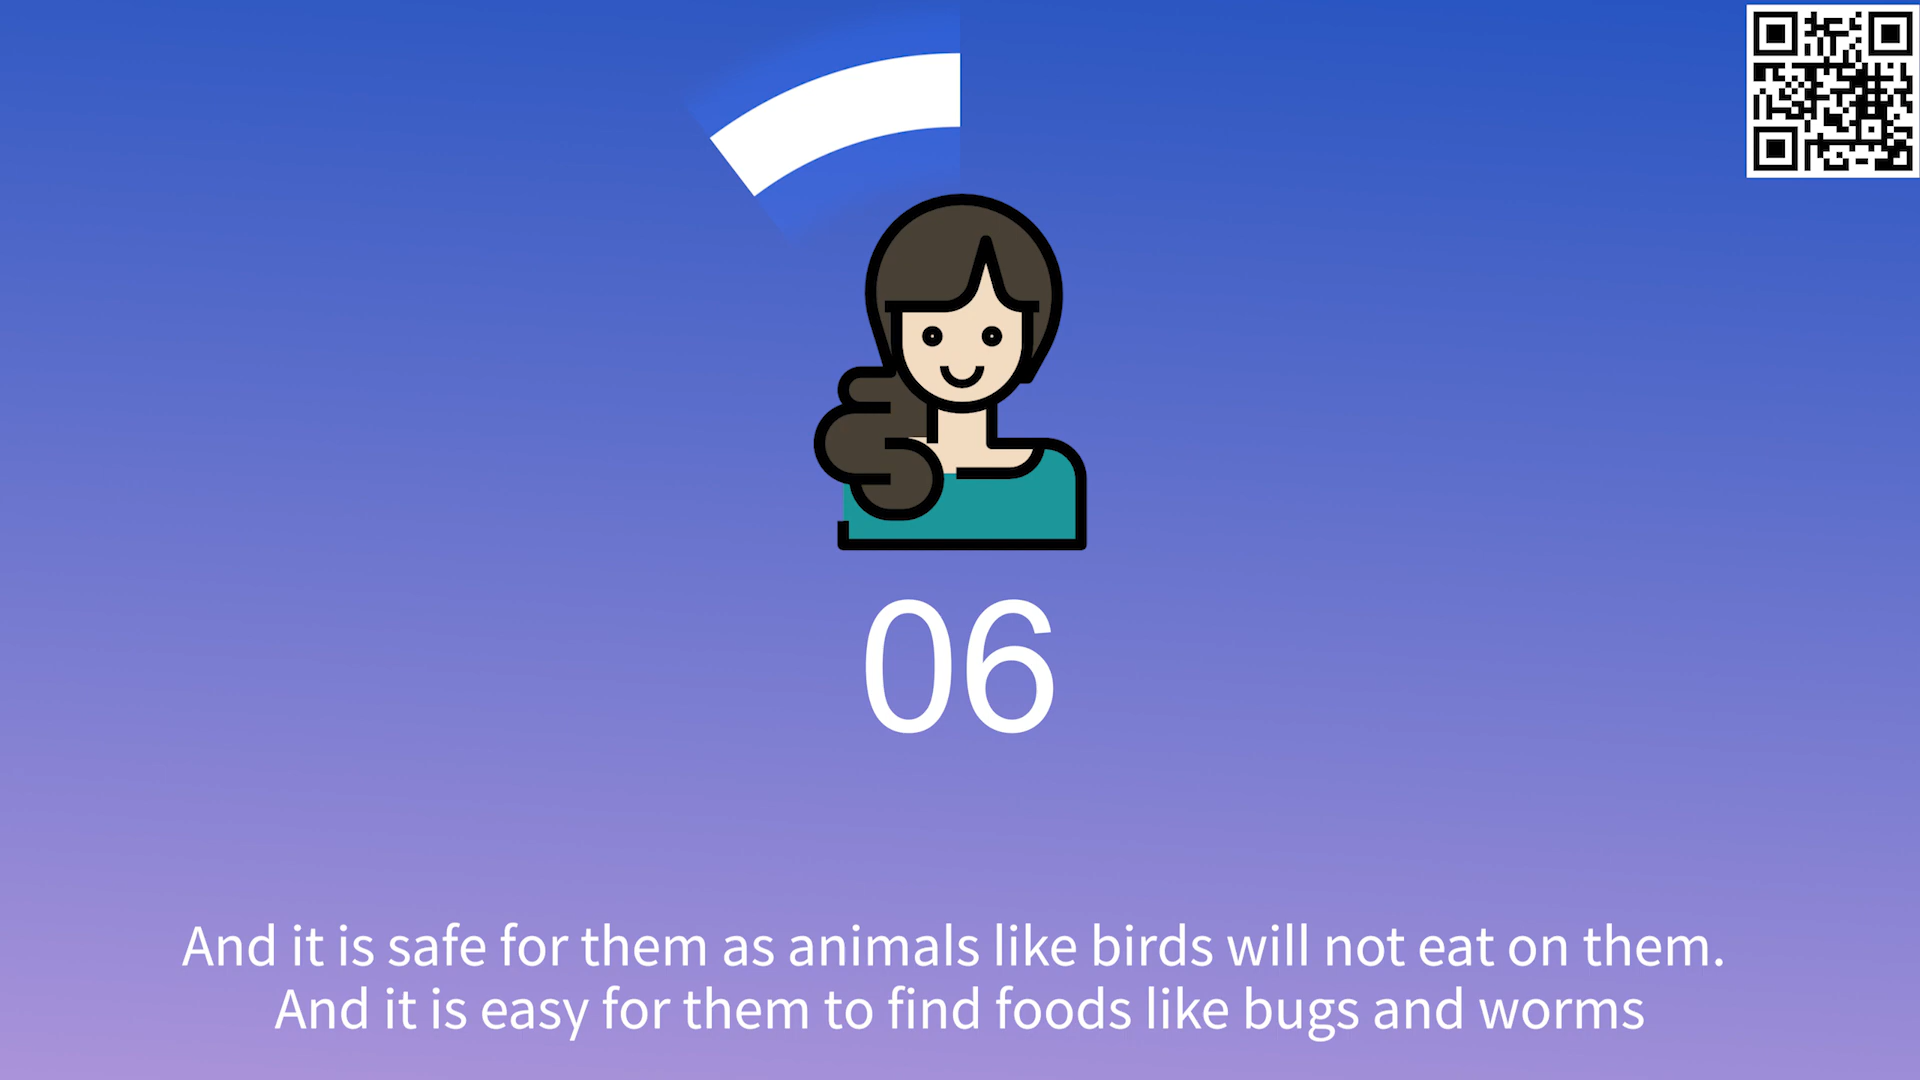 06
And it is safe for them as animals like birds will not eat on them.
And it is easy for them to find foods like bugs and worms